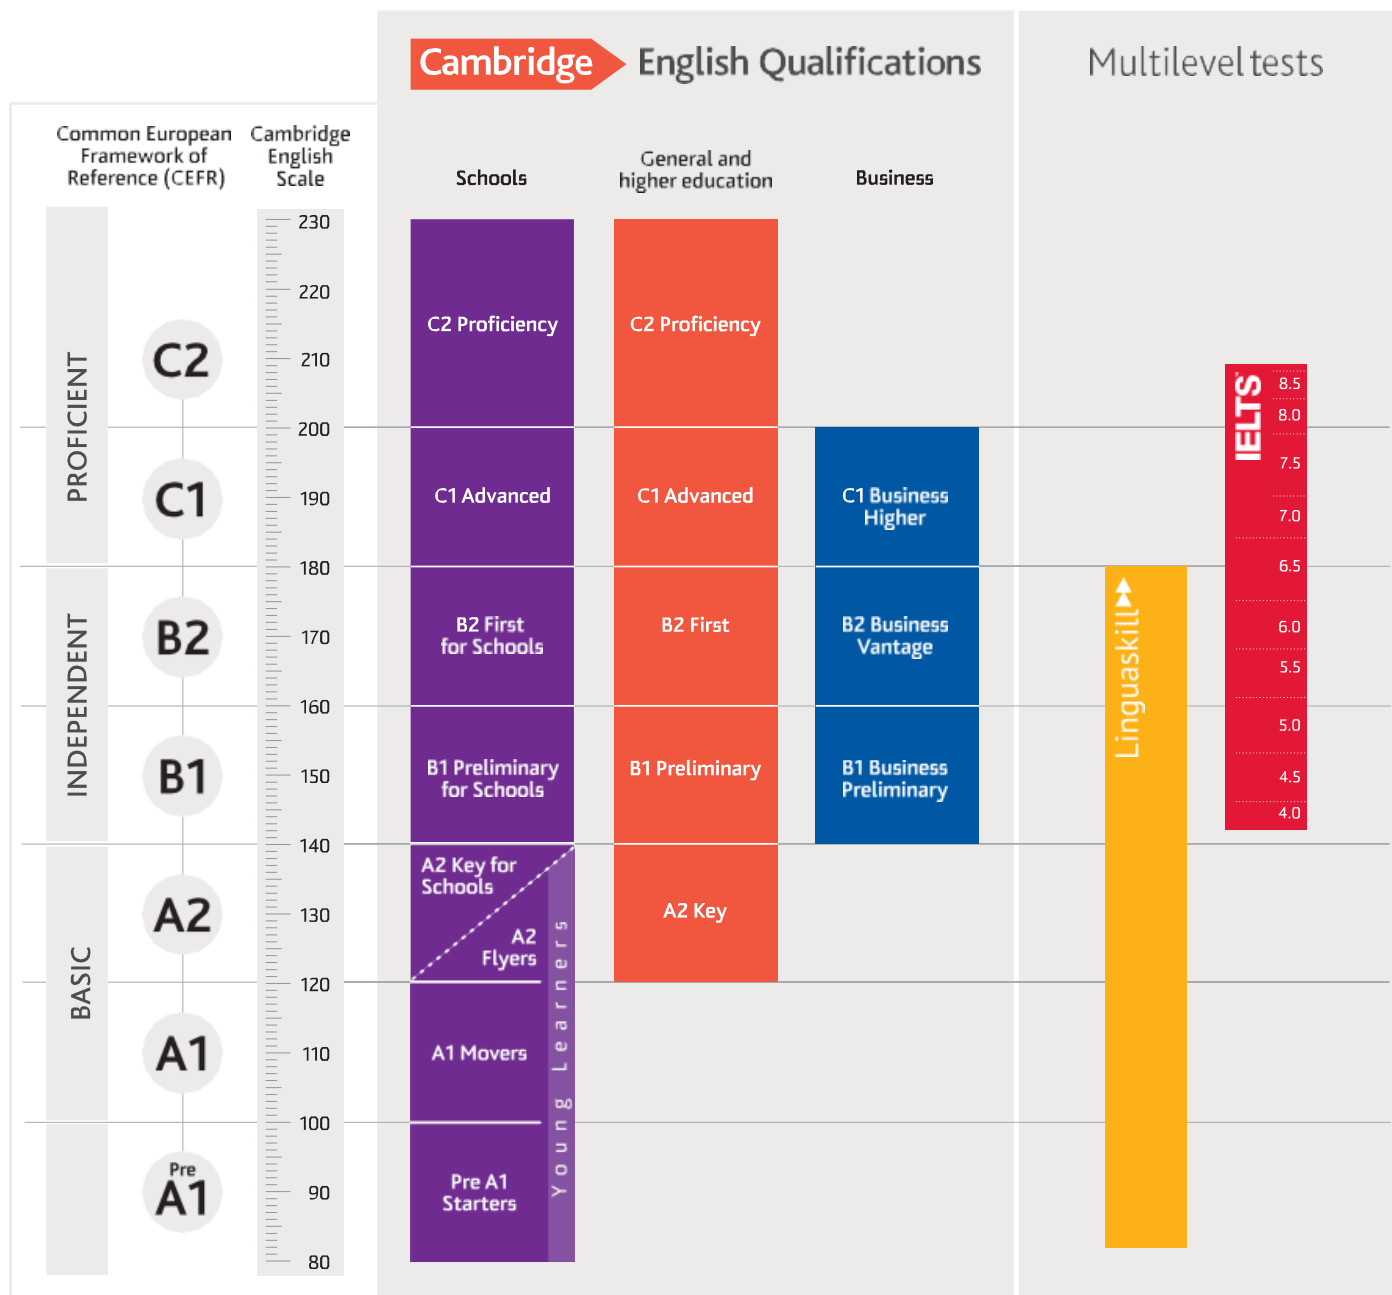 Cambridge English Qualifications
Multilevel tests
Common European
Framework of
Reference (CEFR)
Cambridge
English
Scale
Schools
General and
higher education
Business
PROFICIENT
INDEPENDENT
BASIC
C2
C1
B2
B1
A2
A1
Pre
A1
230
220
210
200
190
180
170
160
150
140
130
120
110
100
90
80
C2 Proficiency
C1 Advanced
B2 First
for Schools
B1 Preliminary
for Schools
A2 Key for
Schools
A2
Flyers
A1 Movers
Pre A1
Starters
Young Learners
C2 Proficiency
C1 Advanced
B2 First
B1 Preliminary
A2 Key
C1 Business
Higher
B2 Business
Vantage
B1 Business
Preliminary
Linguaskill
IELTS
8.5
8.0
7.5
7.0
6.5
6.0
5.5
5.0
4.5
4.0